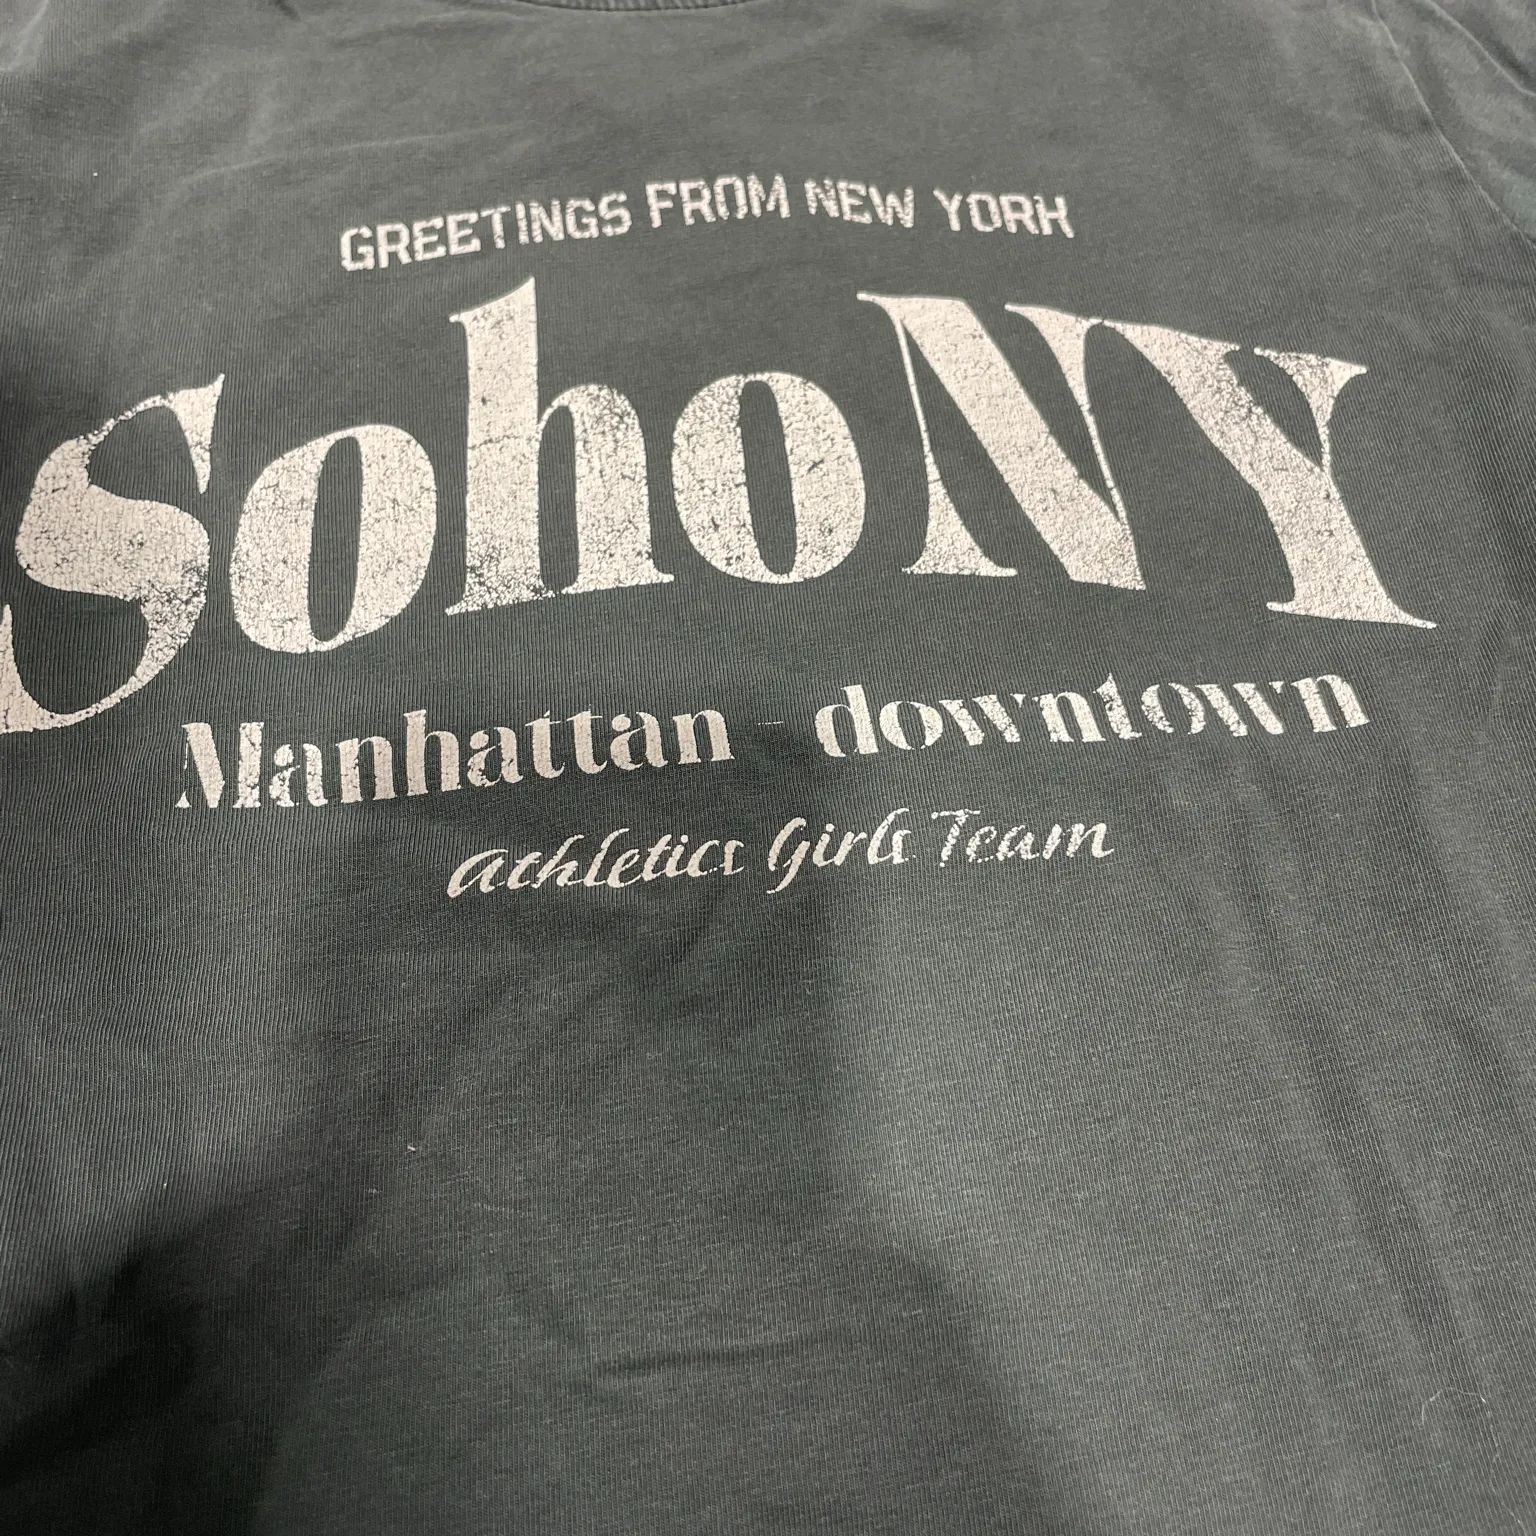 GREETINGS FROM NEW YORK
SohoNY
Manhattan - downtown
Athletics Girls Team